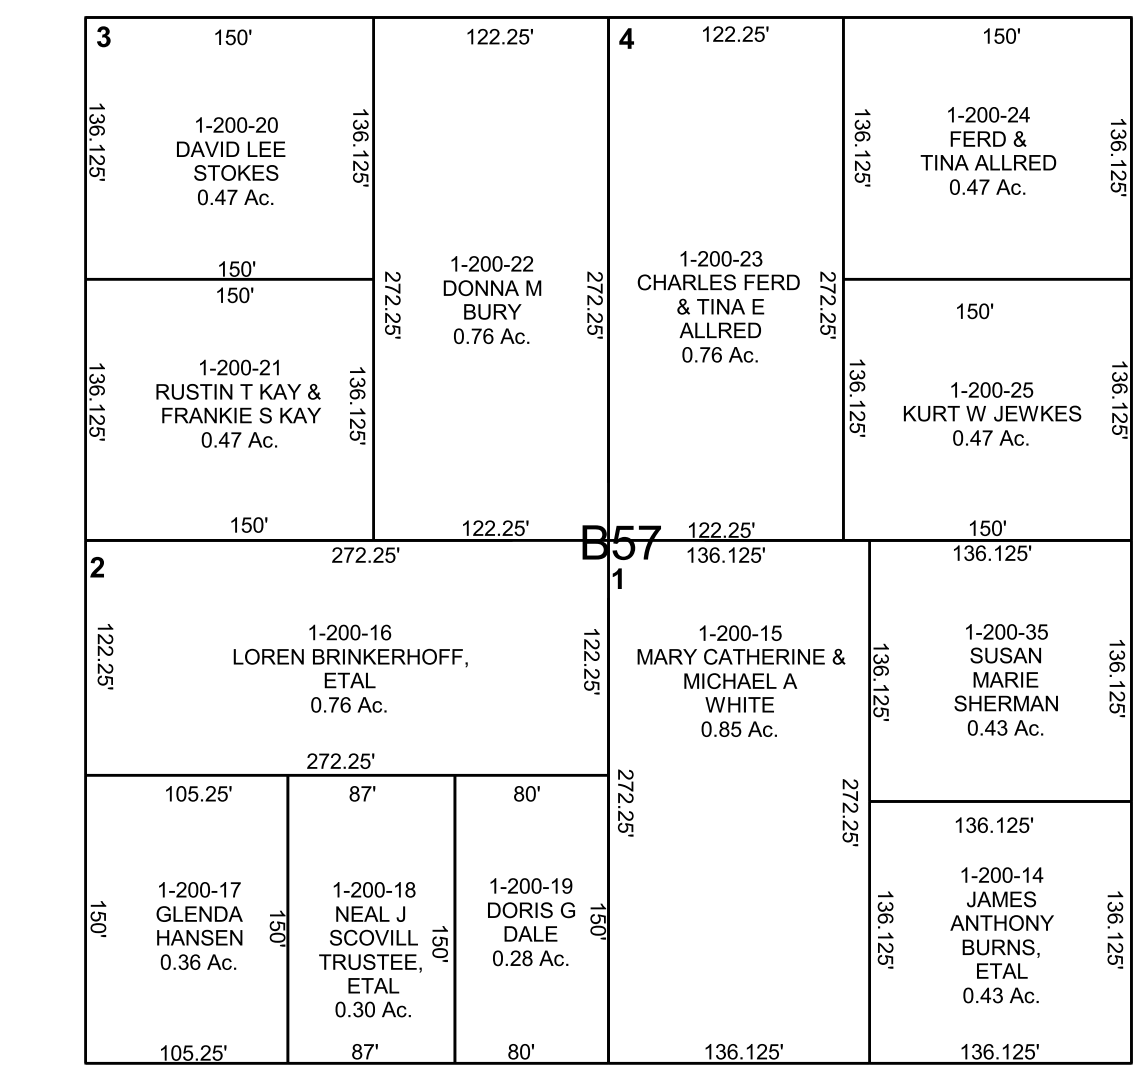 3
150'
136.125'
136.125'
1-200-20
DAVID LEE
STOKES
0.47 Ac.
150'
122.25'
272.25'
272.25'
1-200-22
DONNA M
BURY
0.76 Ac.
122.25'
4
122.25'
1-200-23
CHARLES FERD
& TINA E
ALLRED
0.76 Ac.
272.25'
122.25'
150'
136.125'
136.125'
1-200-24
FERD &
TINA ALLRED
0.47 Ac.
150'
136.125'
136.125'
1-200-21
RUSTIN T KAY &
FRANKIE S KAY
0.47 Ac.
150'
150'
136.125'
136.125'
1-200-25
KURT W JEWKES
0.47 Ac.
150'
B57
2
272.25'
122.25'
122.25'
1-200-16
LOREN BRINKERHOFF,
ETAL
0.76 Ac.
272.25'
1
136.125'
1-200-15
MARY CATHERINE &
MICHAEL A
WHITE
0.85 Ac.
272.25'
272.25'
136.125'
136.125'
136.125'
136.125'
1-200-35
SUSAN
MARIE
SHERMAN
0.43 Ac.
105.25'
150'
150'
1-200-17
GLENDA
HANSEN
0.36 Ac.
105.25'
87'
1-200-18
NEAL J
SCOVILL
TRUSTEE,
ETAL
0.30 Ac.
150'
87'
80'
1-200-19
DORIS G
DALE
0.28 Ac.
150'
80'
136.125'
136.125'
136.125'
1-200-14
JAMES
ANTHONY
BURNS,
ETAL
0.43 Ac.
136.125'